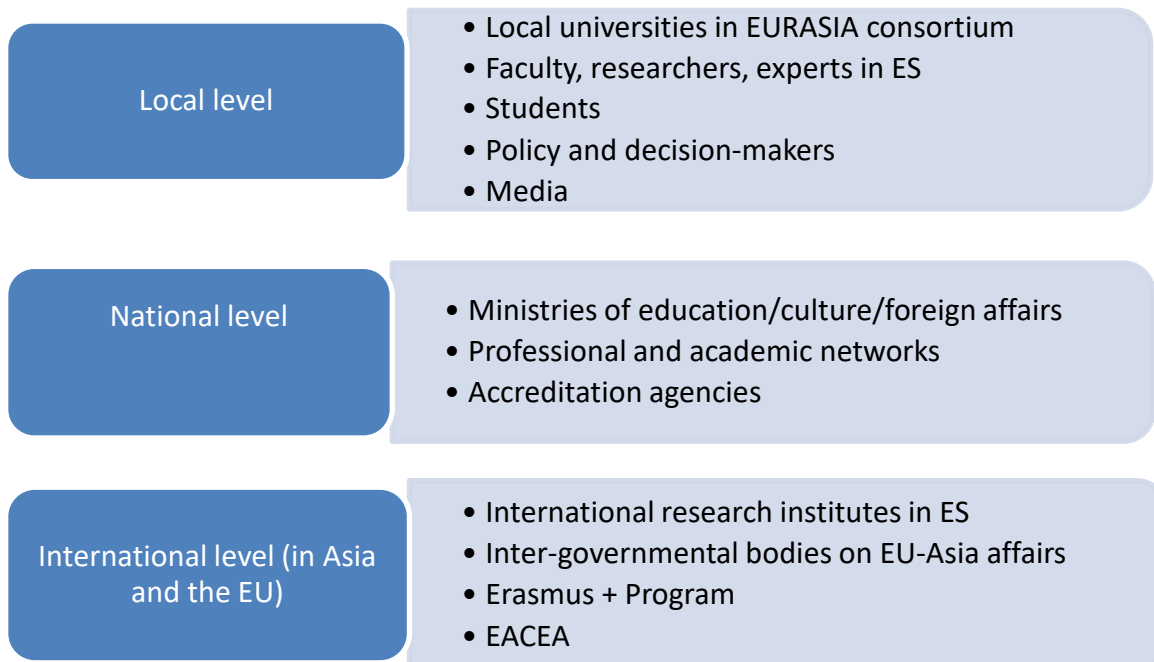 Local level
• Local universities in EURASIA consortium
• Faculty, researchers, experts in ES
• Students
• Policy and decision-makers
• Media
National level
• Ministries of education/culture/foreign affairs
• Professional and academic networks
• Accreditation agencies
International level (in Asia
and the EU)
• International research institutes in ES
• Inter-governmental bodies on EU-Asia affairs
• Erasmus + Program
• EACEA